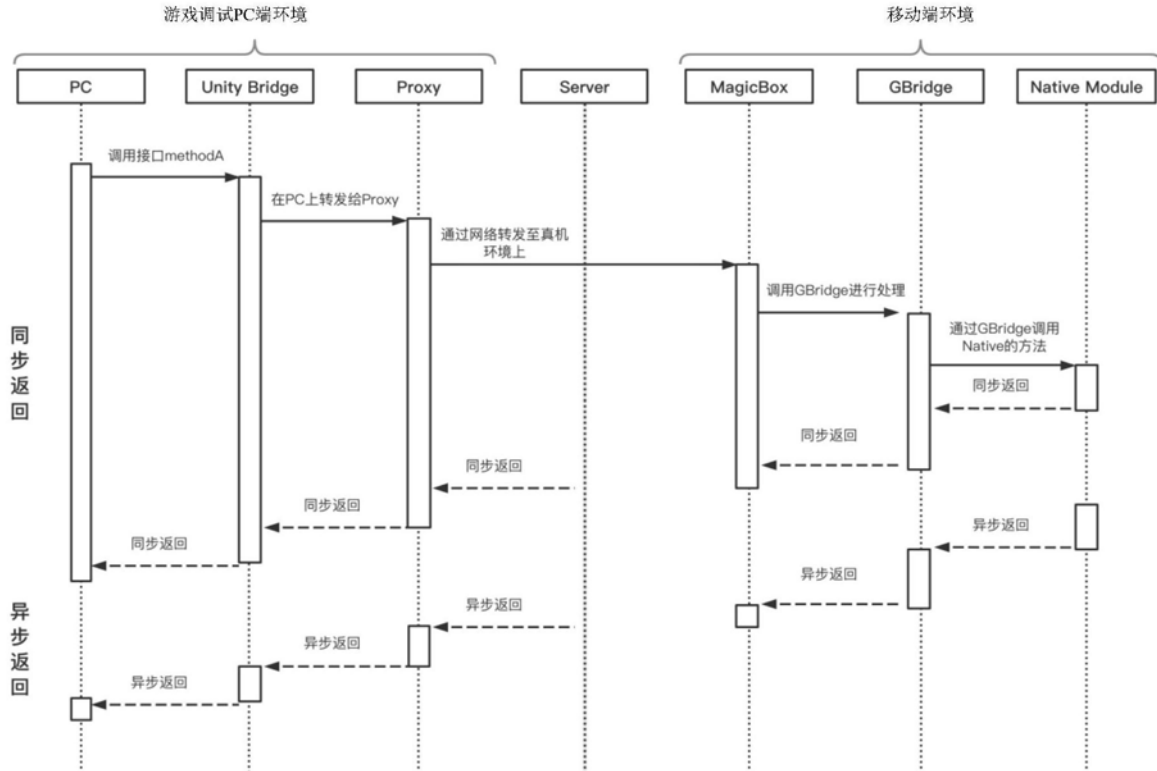 游戏调试PC端环境
移动端环境
PC
Unity Bridge
Proxy
Server
MagicBox
GBridge
Native Module
调用接口methodA
在PC上转发给Proxy
通过网络转发至真机
环境上
调用GBridge进行处理
通过GBridge调用
Native的方法
同步返回
同步返回
同步返回
同步返回
同步返回
同步返回
异步返回
异步返回
异步返回
异步返回
异步返回
异步返回